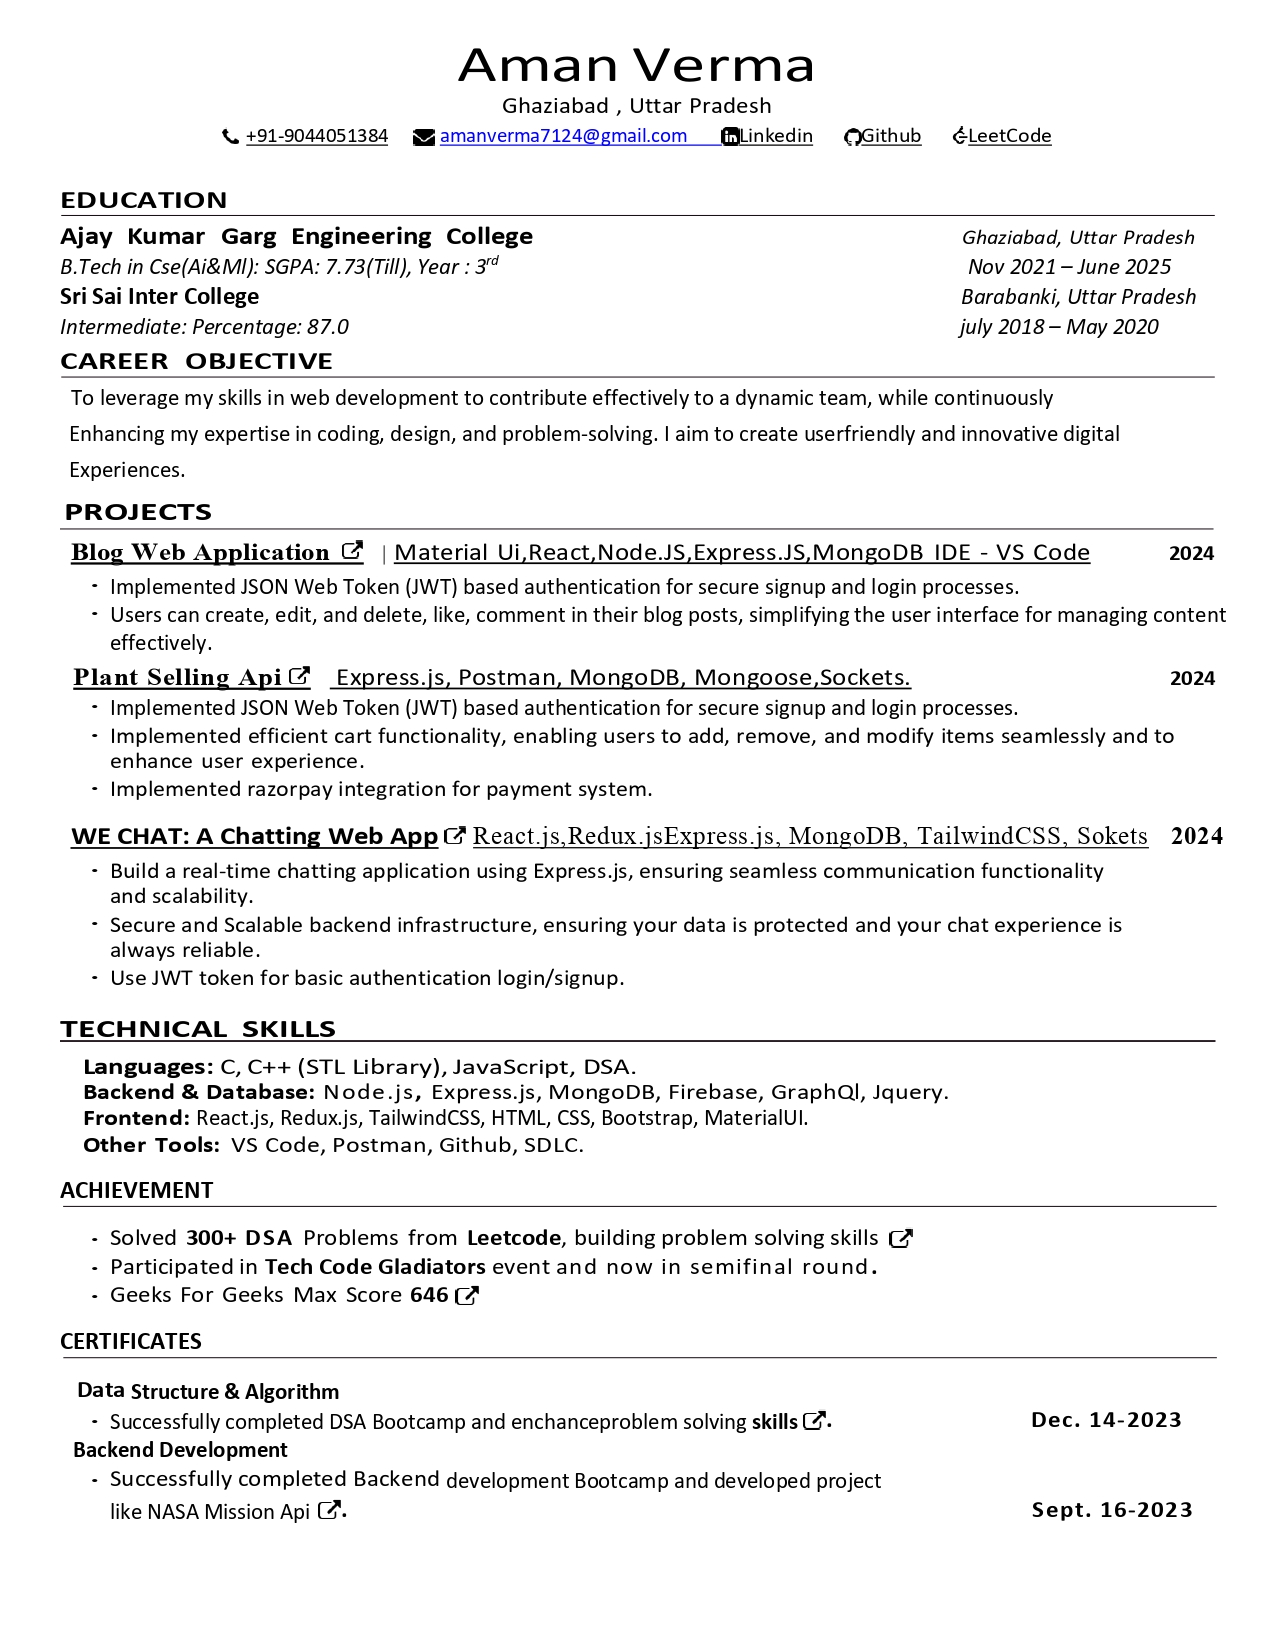 Aman Verma
Ghaziabad , Uttar Pradesh
+91-9044051384 amanverma7124@gmail.com Linkedin Github LeetCode
EDUCATION
Ajay Kumar Garg Engineering College Ghaziabad, Uttar Pradesh
B.Tech in Cse(Ai&Ml): SGPA: 7.73(Till), Year : 3rd Nov 2021 – June 2025
Sri Sai Inter College Barabanki, Uttar Pradesh
Intermediate: Percentage: 87.0 july 2018 – May 2020
CAREER OBJECTIVE
To leverage my skills in web development to contribute effectively to a dynamic team, while continuously
Enhancing my expertise in coding, design, and problem-solving. I aim to create userfriendly and innovative digital
Experiences.
PROJECTS
Blog Web Application | Material Ui,React,Node.JS,Express.JS,MongoDB IDE - VS Code 2024
- Implemented JSON Web Token (JWT) based authentication for secure signup and login processes.
- Users can create, edit, and delete, like, comment in their blog posts, simplifying the user interface for managing content
effectively.
Plant Selling Api Express.js, Postman, MongoDB, Mongoose,Sockets. 2024
- Implemented JSON Web Token (JWT) based authentication for secure signup and login processes.
- Implemented efficient cart functionality, enabling users to add, remove, and modify items seamlessly and to
enhance user experience.
- Implemented razorpay integration for payment system.
WE CHAT: A Chatting Web App React.js,Redux.jsExpress.js, MongoDB, TailwindCSS, Sokets 2024
- Build a real-time chatting application using Express.js, ensuring seamless communication functionality
and scalability.
- Secure and Scalable backend infrastructure, ensuring your data is protected and your chat experience is
always reliable.
- Use JWT token for basic authentication login/signup.
TECHNICAL SKILLS
Languages: C, C++ (STL Library), JavaScript, DSA.
Backend & Database: Node.js, Express.js, MongoDB, Firebase, GraphQl, Jquery.
Frontend: React.js, Redux.js, TailwindCSS, HTML, CSS, Bootstrap, MaterialUI.
Other Tools: VS Code, Postman, Github, SDLC.
ACHIEVEMENT
- Solved 300+ DSA Problems from Leetcode, building problem solving skills
- Participated in Tech Code Gladiators event and now in semifinal round.
- Geeks For Geeks Max Score 646
CERTIFICATES
Data Structure & Algorithm
- Successfully completed DSA Bootcamp and enchanceproblem solving skills . Dec. 14-2023
Backend Development
- Successfully completed Backend development Bootcamp and developed project
like NASA Mission Api . Sept. 16-2023